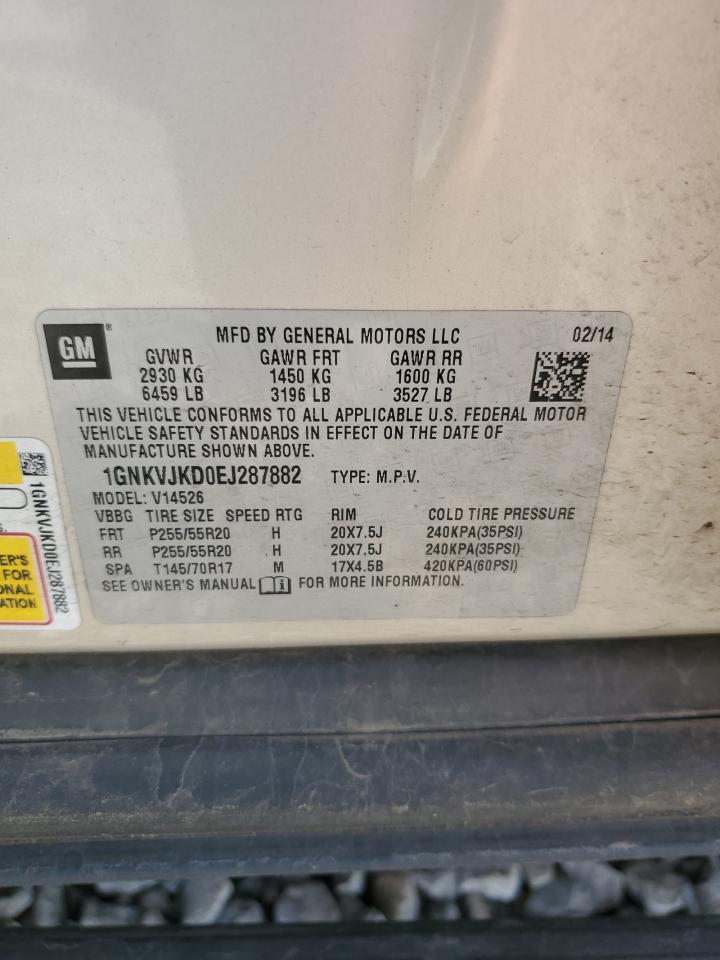 GM ®
MFD BY GENERAL MOTORS LLC 02/14
GVWR GAWR FRT GAWR RR
2930 KG 1450 KG 1600 KG
6459 LB 3196 LB 3527 LB
THIS VEHICLE CONFORMS TO ALL APPLICABLE U.S. FEDERAL MOTOR
VEHICLE SAFETY STANDARDS IN EFFECT ON THE DATE OF
MANUFACTURE SHOWN ABOVE.
1GNKVJKD0EJ287882 TYPE: M.P.V.
MODEL: V14526
VBBG TIRE SIZE SPEED RTG RIM COLD TIRE PRESSURE
FRT P255/55R20 H 20X7.5J 240KPA(35PSI)
RR P255/55R20 H 20X7.5J 240KPA(35PSI)
SPA T145/70R17 M 17X4.5B 420KPA(60PSI)
SEE OWNER'S MANUAL FOR MORE INFORMATION.
1GNKVJKD0EJ287882
ER'S
FOR
ONAL
ATION